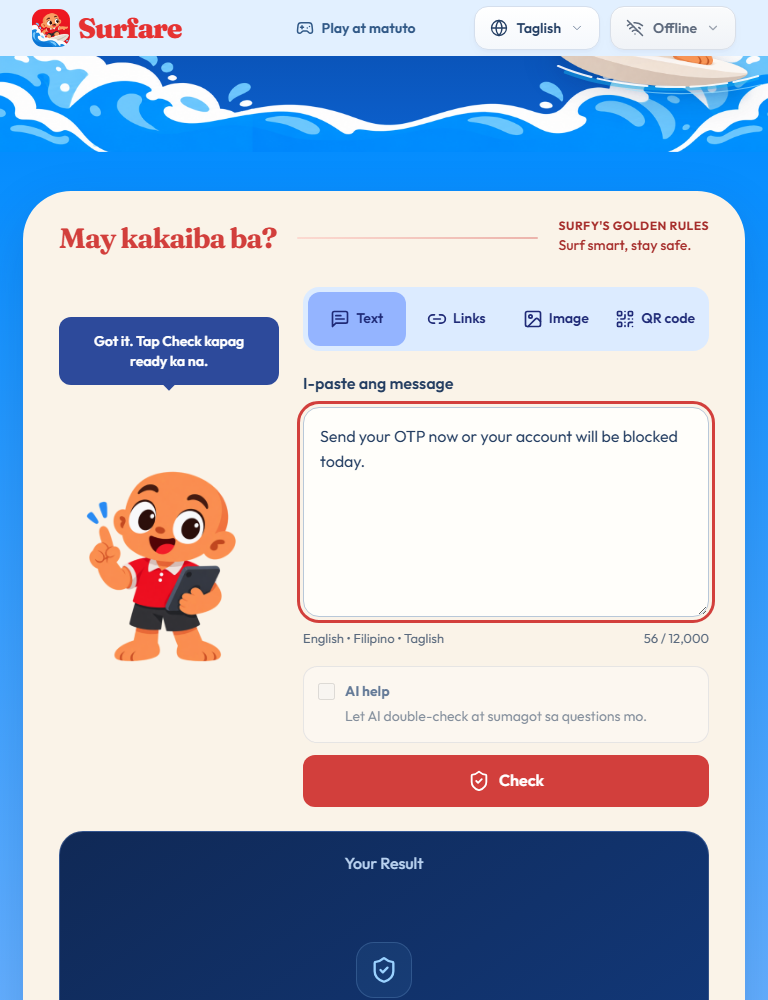 Surfare
Play at matuto
Taglish
Offline
May kakaiba ba?
SURFY'S GOLDEN RULES
Surf smart, stay safe.
Got it. Tap Check kapag
ready ka na.
Text
Links
Image
QR code
I-paste ang message
Send your OTP now or your account will be blocked
today.
English • Filipino • Taglish
56 / 12,000
AI help
Let AI double-check at sumagot sa questions mo.
Check
Your Result